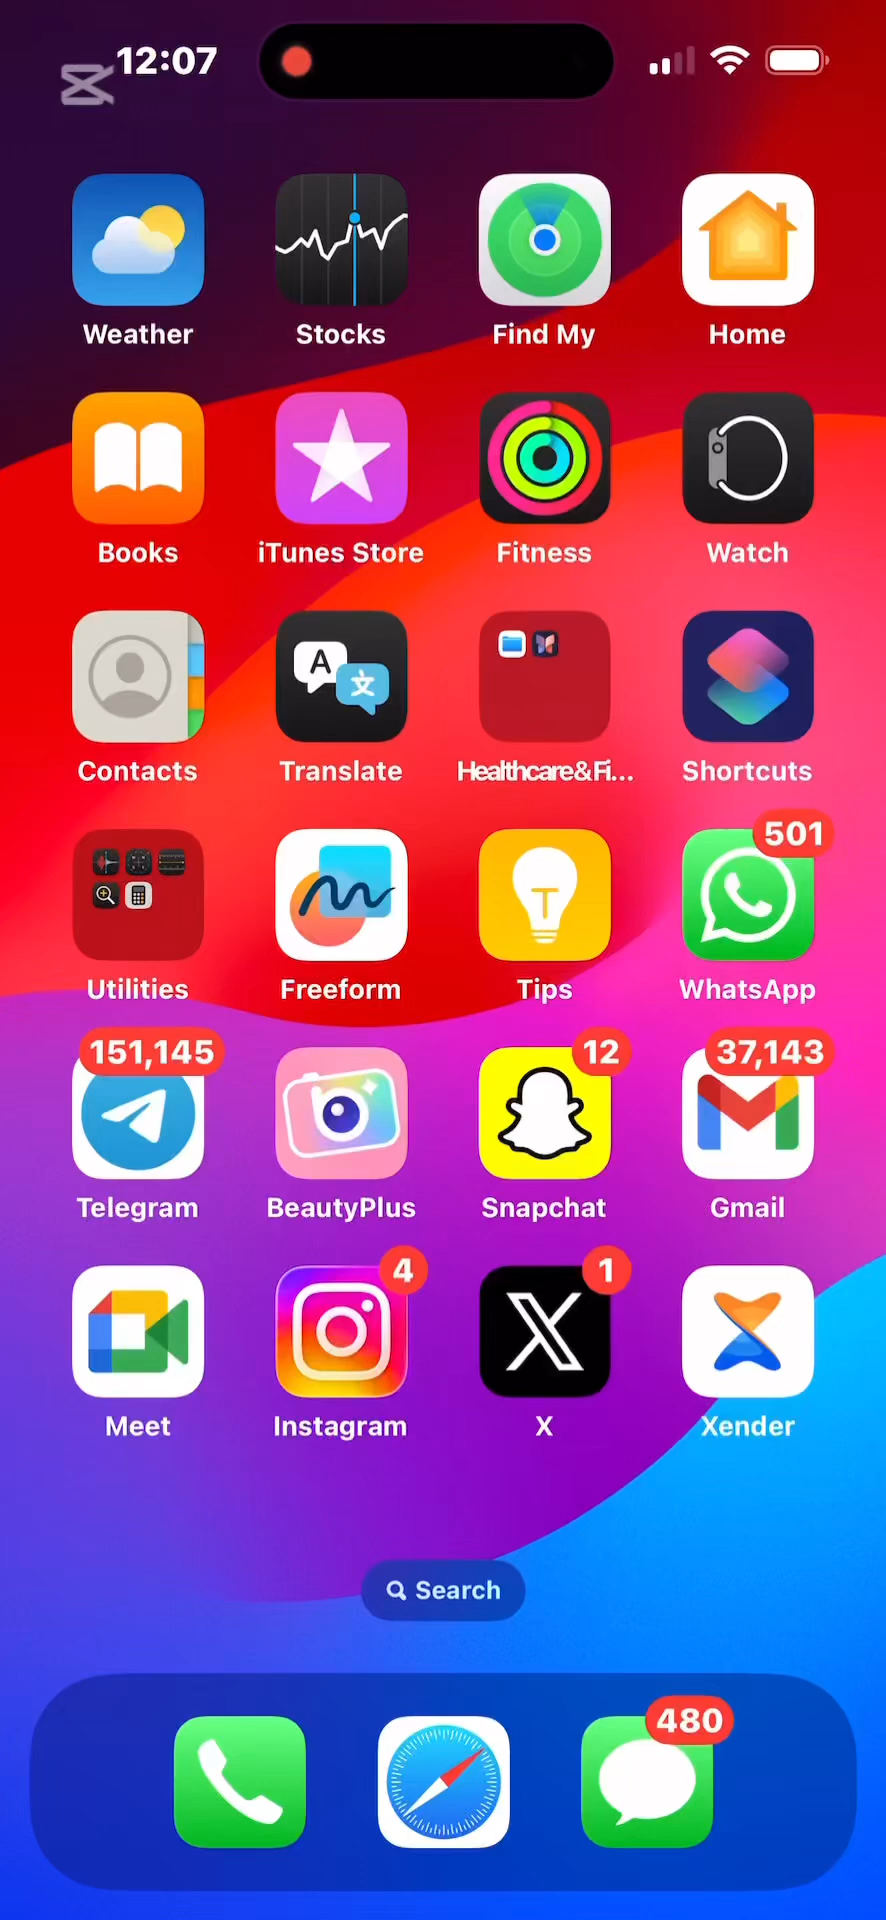 12:07
Weather Stocks Find My Home
Books iTunes Store Fitness Watch
A 文
Contacts Translate Healthcare&Fi... Shortcuts
501
Utilities Freeform Tips WhatsApp
151,145 12 37,143
Telegram BeautyPlus Snapchat Gmail
4 1
Meet Instagram X Xender
Search
480